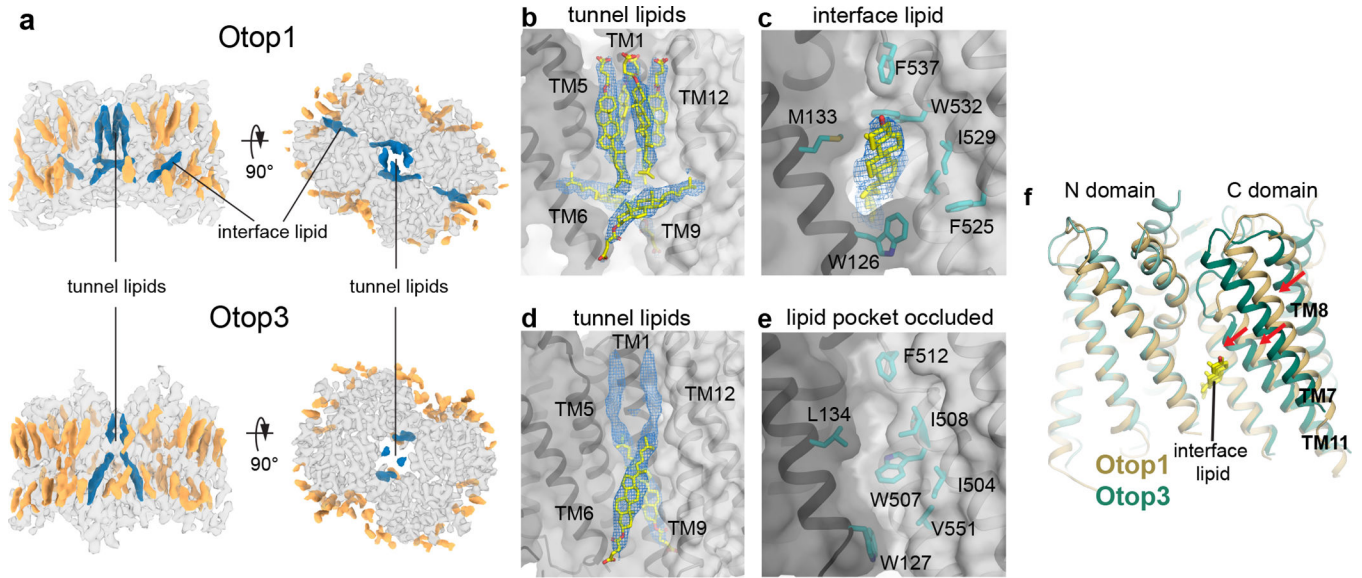 a
Otop1
90°
interface lipid
tunnel lipids
tunnel lipids
Otop3
90°
b
tunnel lipids
TM1
TM5
TM12
TM6
TM9
c
interface lipid
F537
W532
M133
I529
F525
W126
d
tunnel lipids
TM1
TM5
TM12
TM6
TM9
e
lipid pocket occluded
F512
L134
I508
I504
W507
V551
W127
f
N domain
C domain
TM8
TM7
TM11
interface
lipid
Otop1
Otop3